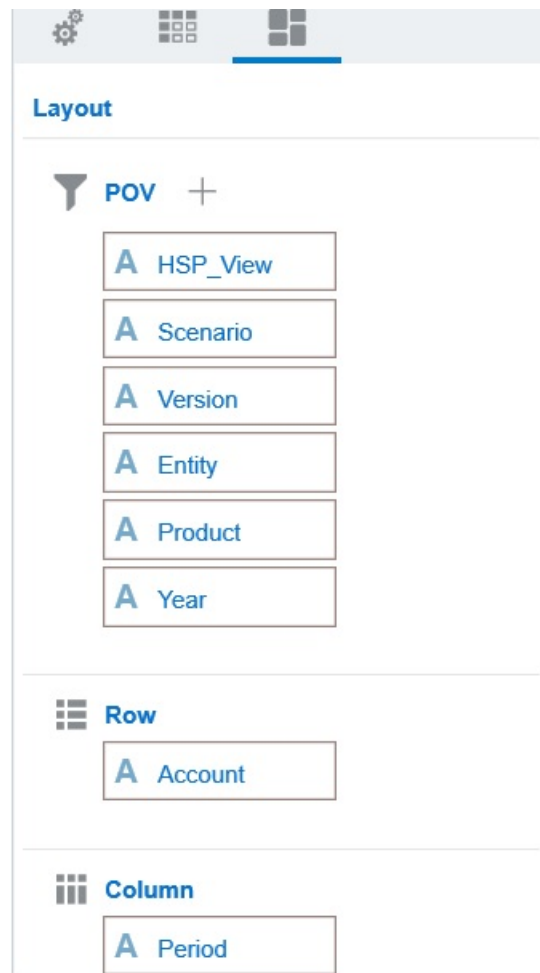 Layout
POV
A HSP_View
A Scenario
A Version
A Entity
A Product
A Year
Row
A Account
Column
A Period